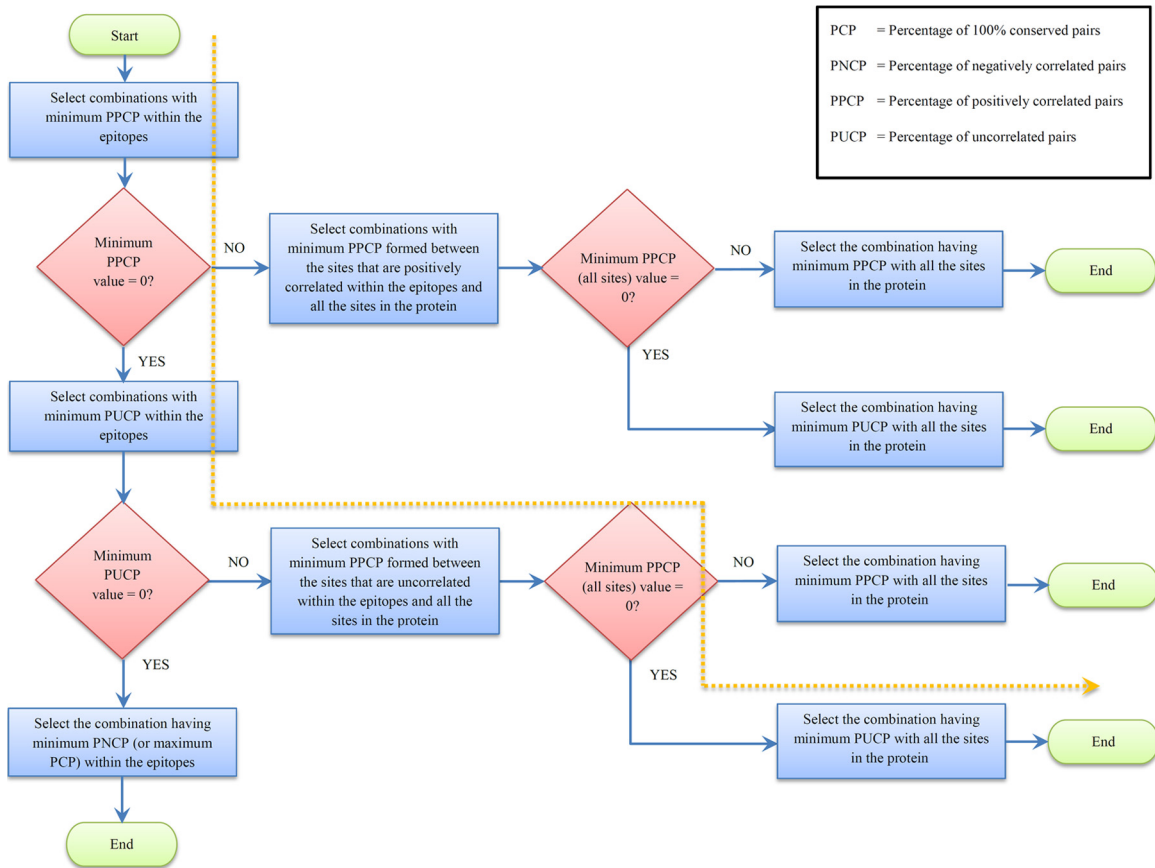 Start
PCP = Percentage of 100% conserved pairs
PNCP = Percentage of negatively correlated pairs
PPCP = Percentage of positively correlated pairs
PUCP = Percentage of uncorrelated pairs
Select combinations with
minimum PPCP within the
epitopes
Minimum
PPCP
value = 0?
NO
YES
Select combinations with
minimum PPCP formed between
the sites that are positively
correlated within the epitopes and
all the sites in the protein
Minimum PPCP
(all sites) value =
0?
NO
YES
Select the combination having
minimum PPCP with all the sites
in the protein
End
Select the combination having
minimum PUCP with all the sites
in the protein
End
Select combinations with
minimum PUCP within the
epitopes
Minimum
PUCP
value = 0?
NO
YES
Select combinations with
minimum PPCP formed between
the sites that are uncorrelated
within the epitopes and all the
sites in the protein
Minimum PPCP
(all sites) value =
0?
NO
YES
Select the combination having
minimum PPCP with all the sites
in the protein
End
Select the combination having
minimum PUCP with all the sites
in the protein
End
Select the combination having
minimum PNCP (or maximum
PCP) within the epitopes
End